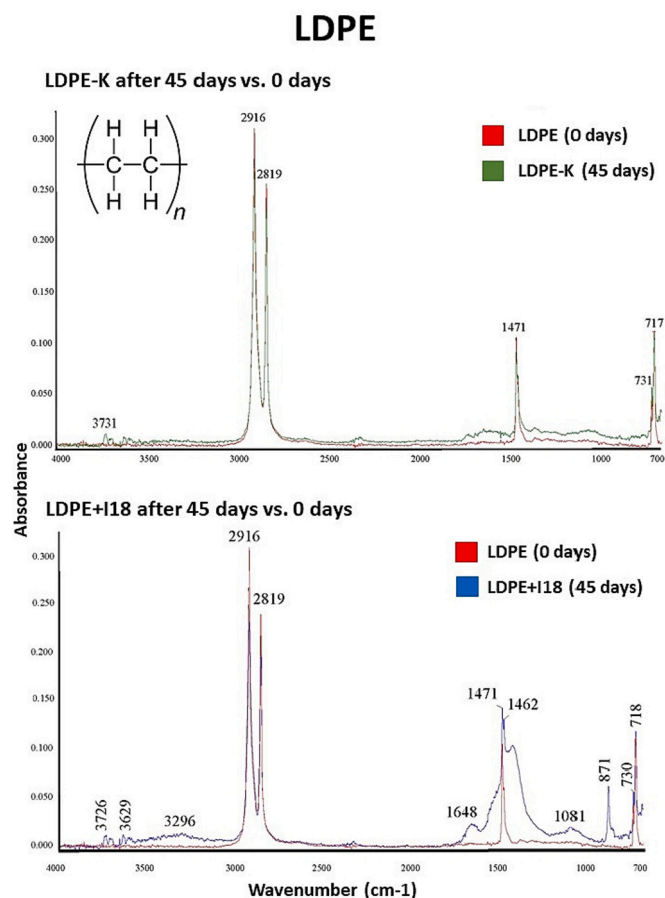 LDPE
LDPE-K after 45 days vs. 0 days
2916
LDPE (0 days)
LDPE-K (45 days)
2819
H H
C C
H H
n
0.300
0.250
0.200
0.150
0.100
0.050
0.000
3731
1471
717
731
4000 3500 3000 2500 2000 1500 1000 700
Absorbance
LDPE+I18 after 45 days vs. 0 days
2916
LDPE (0 days)
LDPE+I18 (45 days)
2819
0.300
0.250
0.200
0.150
0.100
0.050
0.000
3726
3629
3296
1471
1462
1648
1081
871
730
718
4000 3500 3000 2500 2000 1500 1000 700
Wavenumber (cm-1)